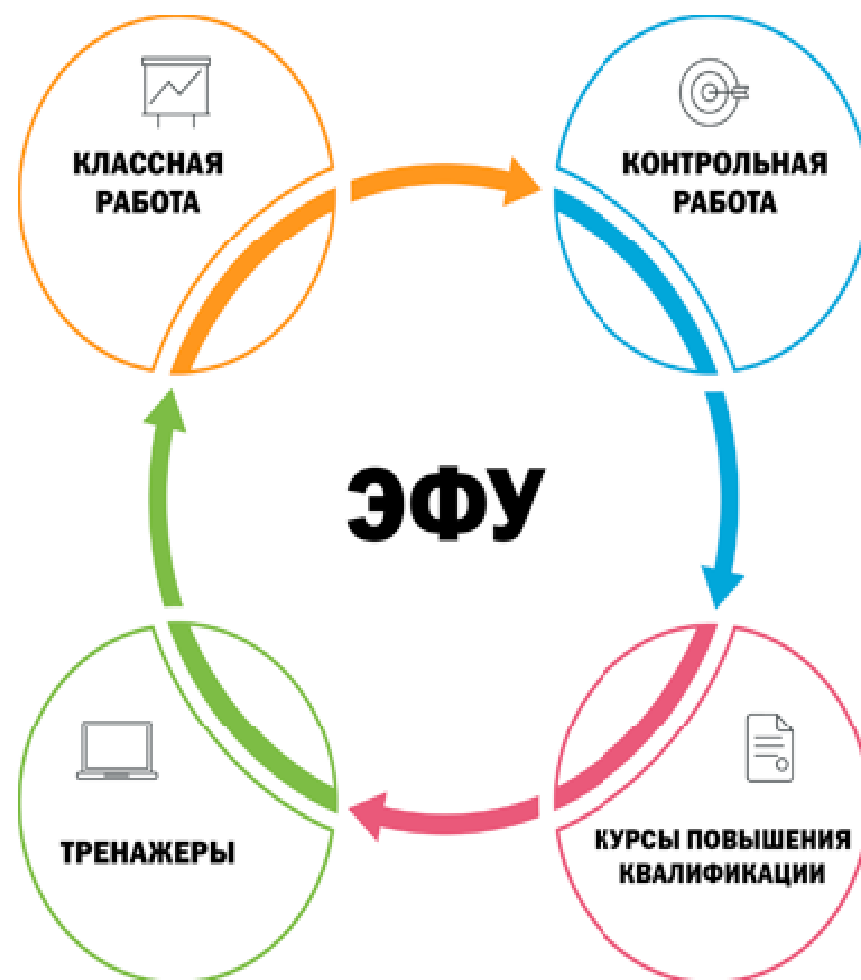 КЛАССНАЯ
РАБОТА
КОНТРОЛЬНАЯ
РАБОТА
ЭФУ
ТРЕНАЖЕРЫ
КУРСЫ ПОВЫШЕНИЯ
КВАЛИФИКАЦИИ